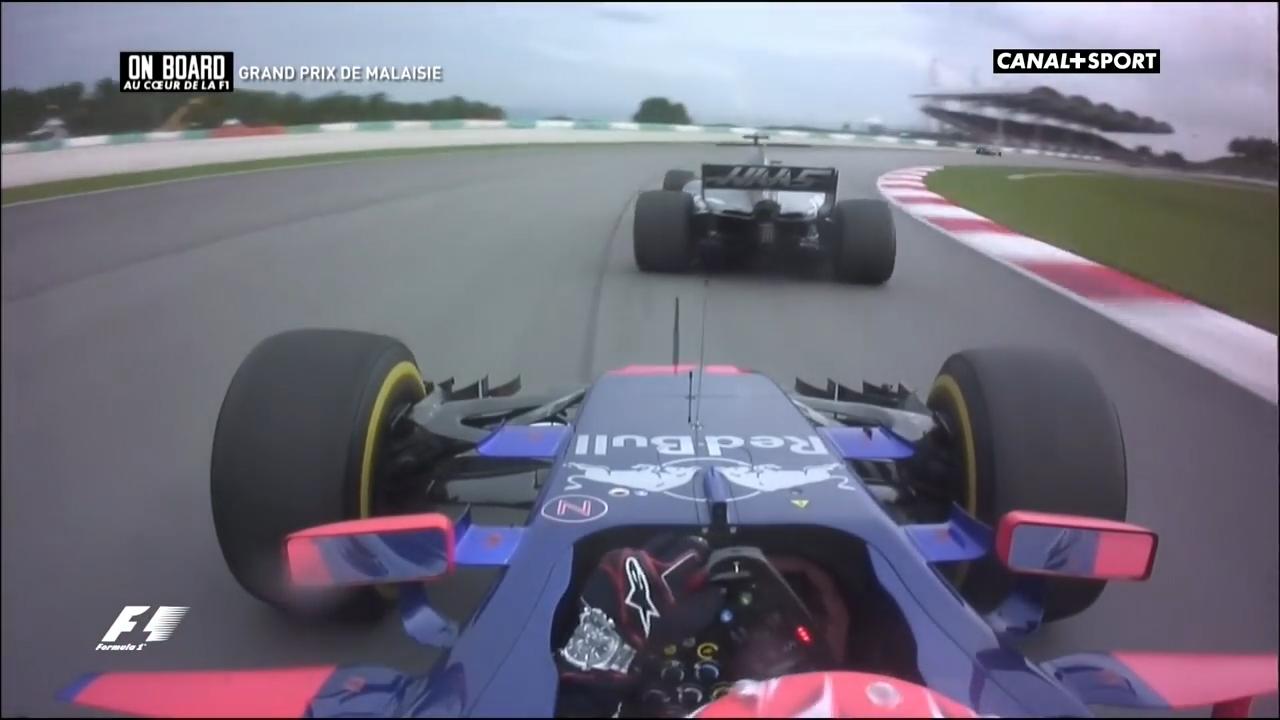 ON BOARD
AU CŒUR DE LA F1
GRAND PRIX DE MALAISIE
CANAL+SPORT
HAAS
Red Bull
F1
Formula 1